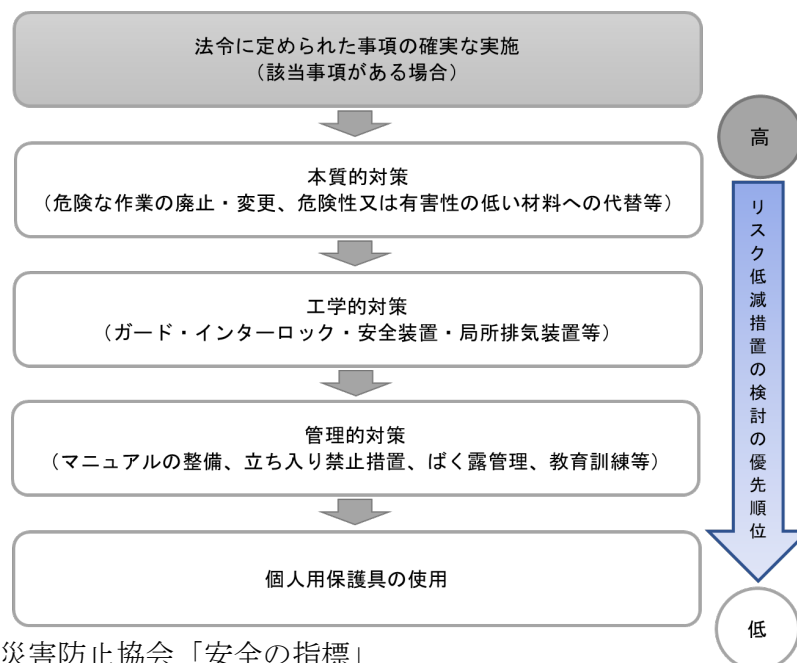 法令に定められた事項の確実な実施
（該当事項がある場合）
本質的対策
（危険な作業の廃止・変更、危険性又は有害性の低い材料への代替等）
工学的対策
（ガード・インターロック・安全装置・局所排気装置等）
管理的対策
（マニュアルの整備、立ち入り禁止措置、ばく露管理、教育訓練等）
個人用保護具の使用
高
リスク低減措置の検討の優先順位
低
災害防止協会「安全の指標」